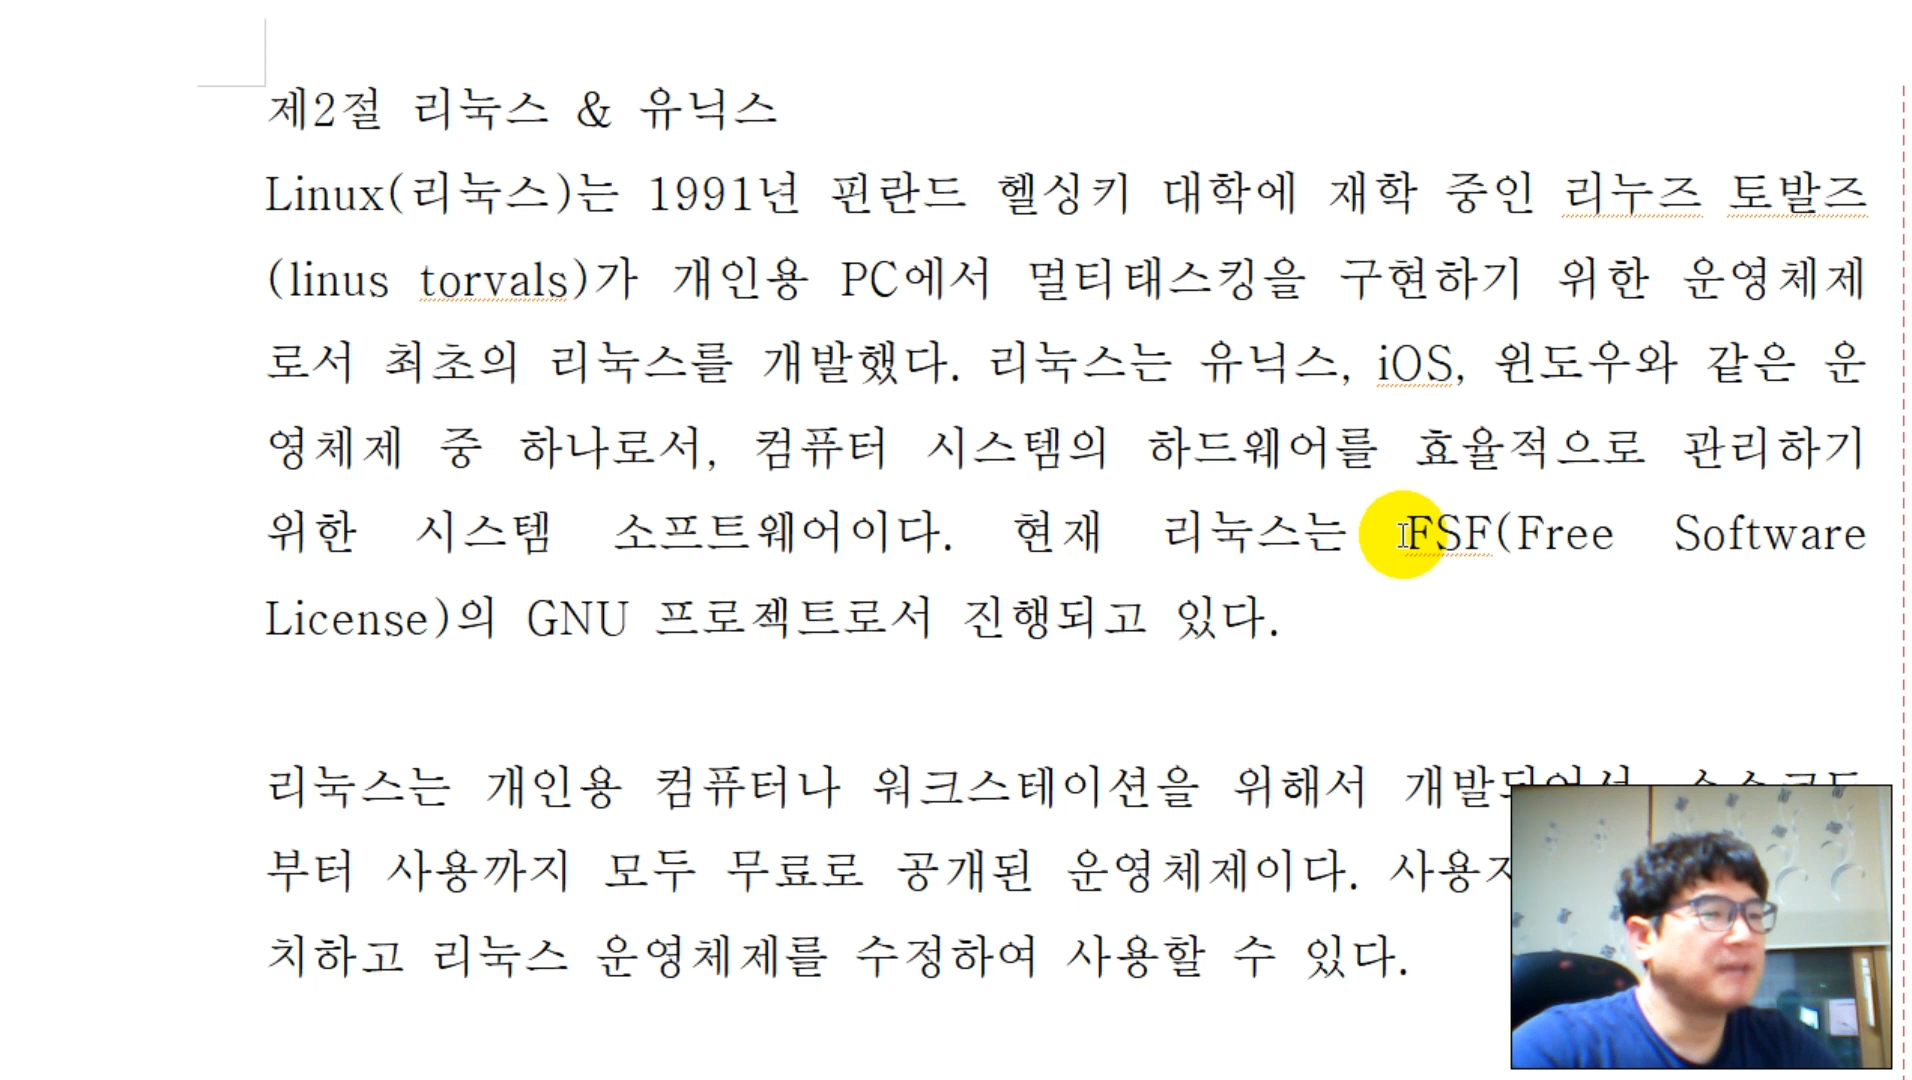 제2절 리눅스 & 유닉스
Linux(리눅스)는 1991년 핀란드 헬싱키 대학에 재학 중인 리누즈 토발즈
(linus torvals)가 개인용 PC에서 멀티태스킹을 구현하기 위한 운영체제
로서 최초의 리눅스를 개발했다. 리눅스는 유닉스, iOS, 윈도우와 같은 운
영체제 중 하나로서, 컴퓨터 시스템의 하드웨어를 효율적으로 관리하기
위한 시스템 소프트웨어이다. 현재 리눅스는 FSF(Free Software
License)의 GNU 프로젝트로서 진행되고 있다.
리눅스는 개인용 컴퓨터나 워크스테이션을 위해서
부터 사용까지 모두 무료로 공개된 운영체제이다.
치하고 리눅스 운영체제를 수정하여 사용할 수 있다.